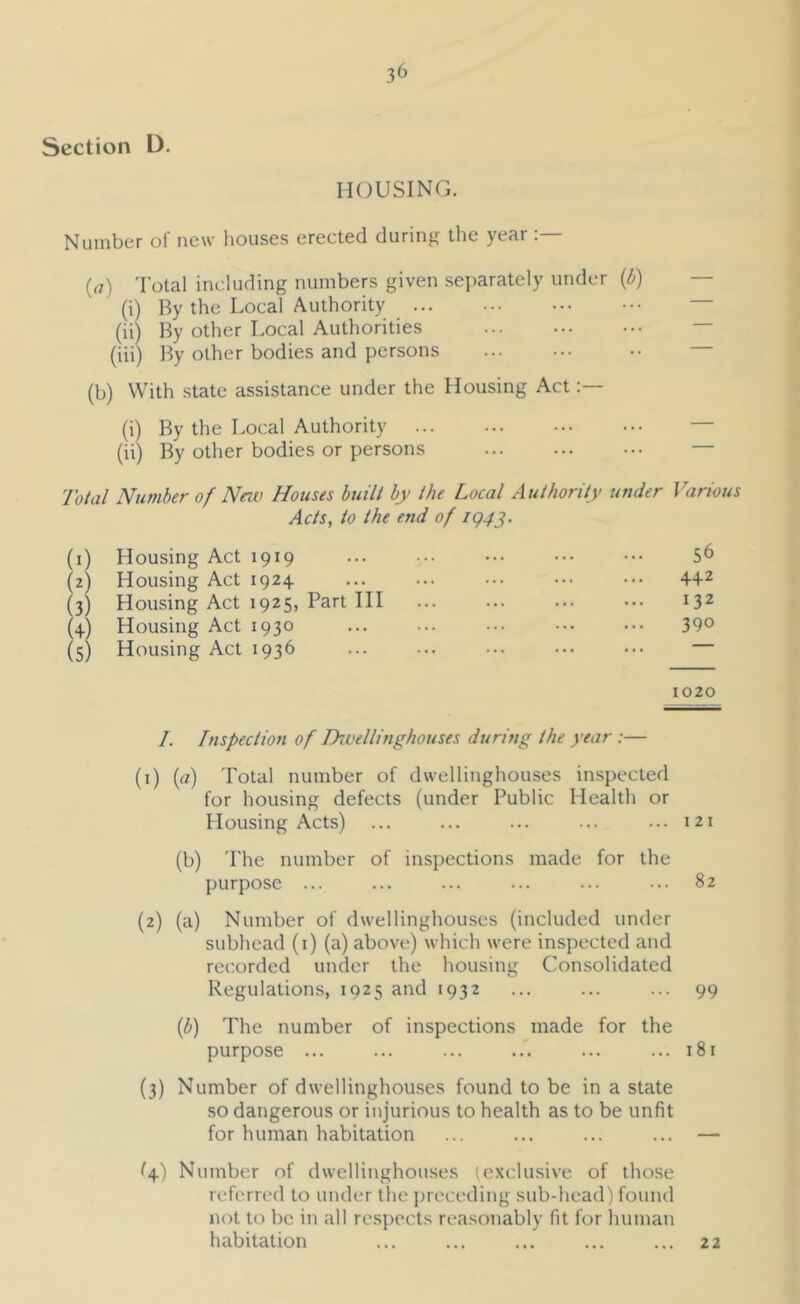 36
Section D.
HOUSING.
Number of new houses erected during the year :—
(a) Total including numbers given separately under (b) —
(i) By the Local Authority ... ... ... ... —
(ii) By other Local Authorities ... ... ... —
(iii) By other bodies and persons ... ... .. —
(b) With state assistance under the Housing Act :—
(i) By the Local Authority ... ... ... ... —
(ii) By other bodies or persons ... ... ... —
Total Number of New Houses built by the Local Authority under Various
Acts, to the end of 1943.
(1) Housing Act 1919 ... ... ... ... ... 56
(2) Housing Act 1924 ... ... ... ... ... 442
(3) Housing Act 1925, Part III ... ... ... ... 132
(4) Housing Act 1930 ... ... ... ... ... 390
(5) Housing Act 1936 ... ... ... ... ... —
1020
I. Inspection of Dwellinghouses during the year :—
(1) (a) Total number of dwellinghouses inspected
for housing defects (under Public Health or
Housing Acts) ... ... ... ... ... 121
(b) The number of inspections made for the
purpose ... ... ... ... ... ... 82
(2) (a) Number of dwellinghouses (included under
subhead (1) (a) above) which were inspected and
recorded under the housing Consolidated
Regulations, 1925 and 1932 ... ... ... 99
(b) The number of inspections made for the
purpose ... ... ... ... ... ... 181
(3) Number of dwellinghouses found to be in a state
so dangerous or injurious to health as to be unfit
for human habitation ... ... ... ... —
(4) Number of dwellinghouses (exclusive of those
referred to under the preceding sub-head) found
not to be in all respects reasonably fit for human
habitation ... ... ... ... ... 22